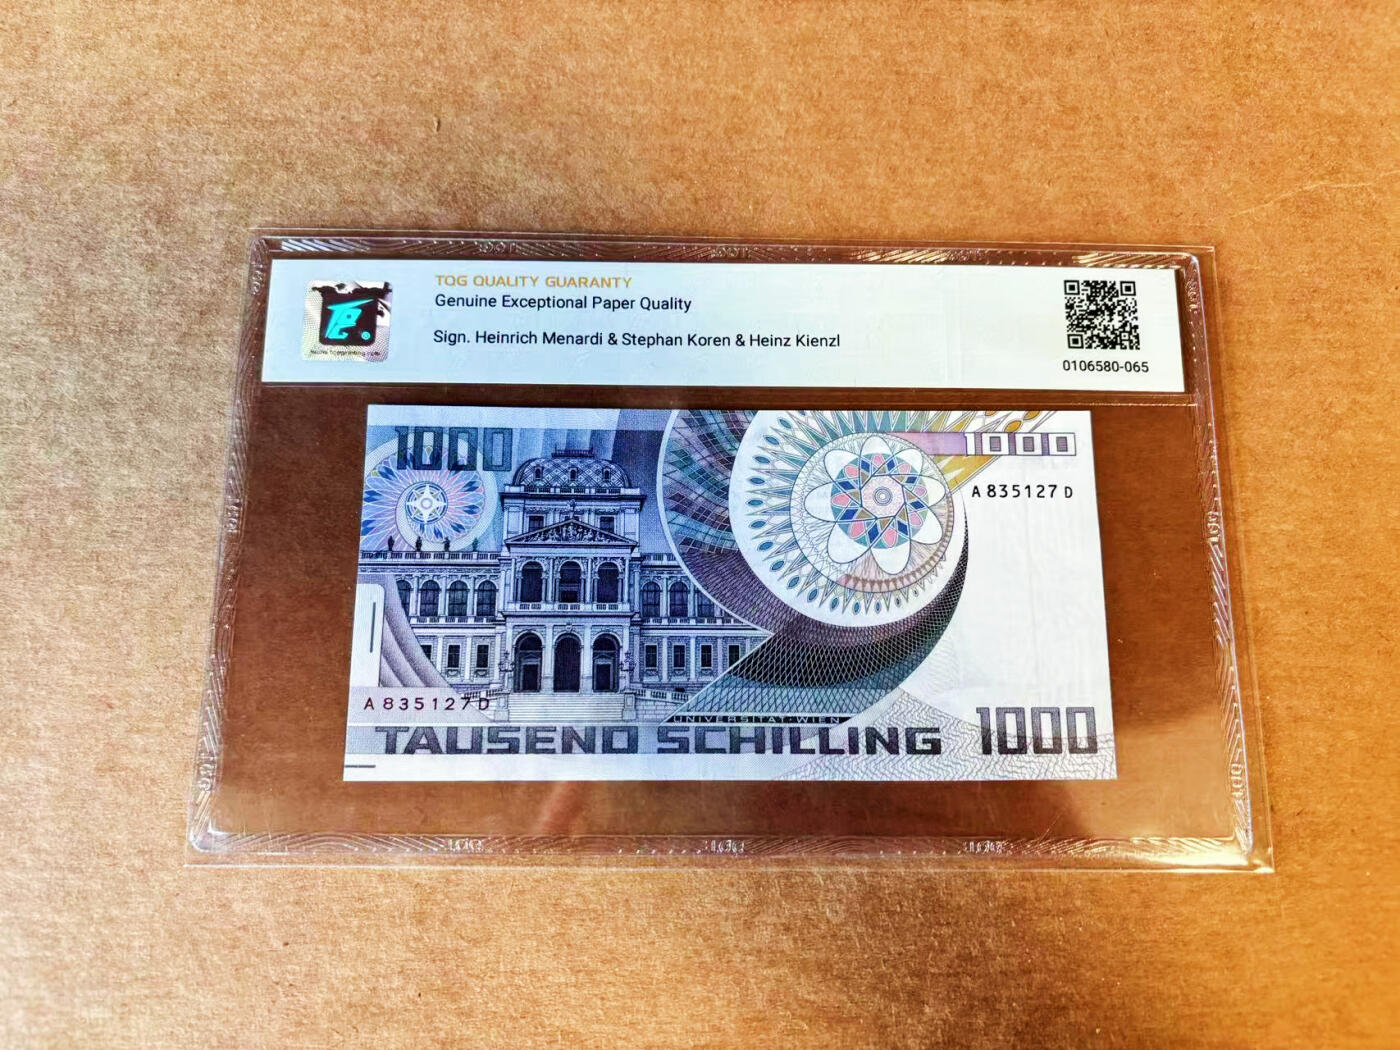 TQG QUALITY GUARANTY
Genuine Exceptional Paper Quality
Sign. Heinrich Menardi & Stephan Koren & Heinz Kienzl
0106580-065
1000
1000
A 835127 D
A 835127 D
UNIVERSITÄT·WIEN
TAUSEND SCHILLING
1000